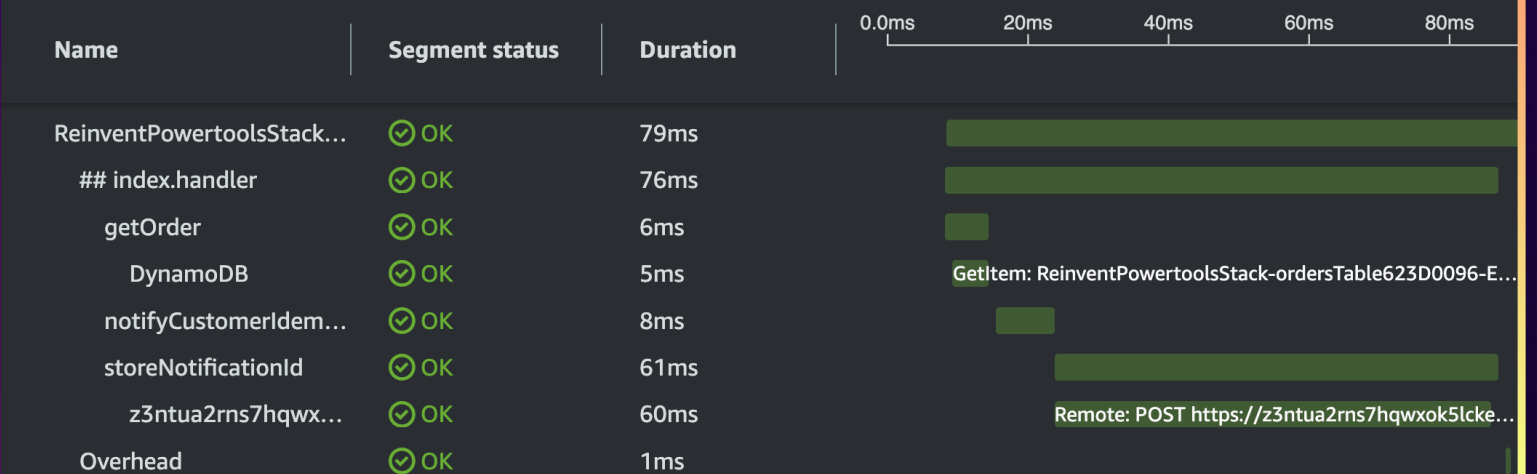 0.0ms 20ms 40ms 60ms 80ms
Name Segment status Duration
ReinventPowertoolsStack... OK 79ms
## index.handler OK 76ms
getOrder OK 6ms
DynamoDB OK 5ms GetItem: ReinventPowertoolsStack-ordersTable623D0096-E...
notifyCustomerIdem... OK 8ms
storeNotificationId OK 61ms
z3ntua2rns7hqwx... OK 60ms Remote: POST https://z3ntua2rns7hqwxok5lcke...
Overhead OK 1ms